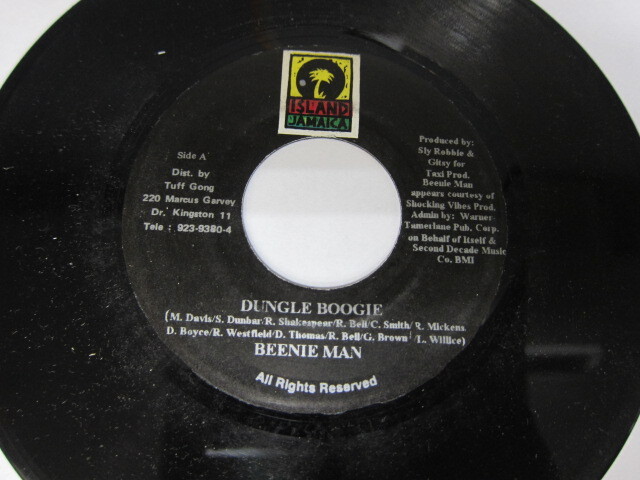 ISLAND
JAMAICA
Side A
Dist. by
Tuff Gong
220 Marcus Garvey
Dr. Kingston 11
Tele : 923-9380-4
Produced by:
Sly Robbie &
Gitsy for
Taxi Prod.
Beenie Man
appears courtesy of
Shocking Vibes Prod.
Admin by: Warner
Tamerlane Pub. Corp.
on Behalf of Itself &
Second Decade Music
Co. BMI
DUNGLE BOOGIE
(M. Davis/S. Dunbar/R. Shakespear/R. Bell/C. Smith/R. Mickens
D. Boyce/R. Westfield/D. Thomas/R. Bell/G. Brown /L. Willice)
BEENIE MAN
All Rights Reserved